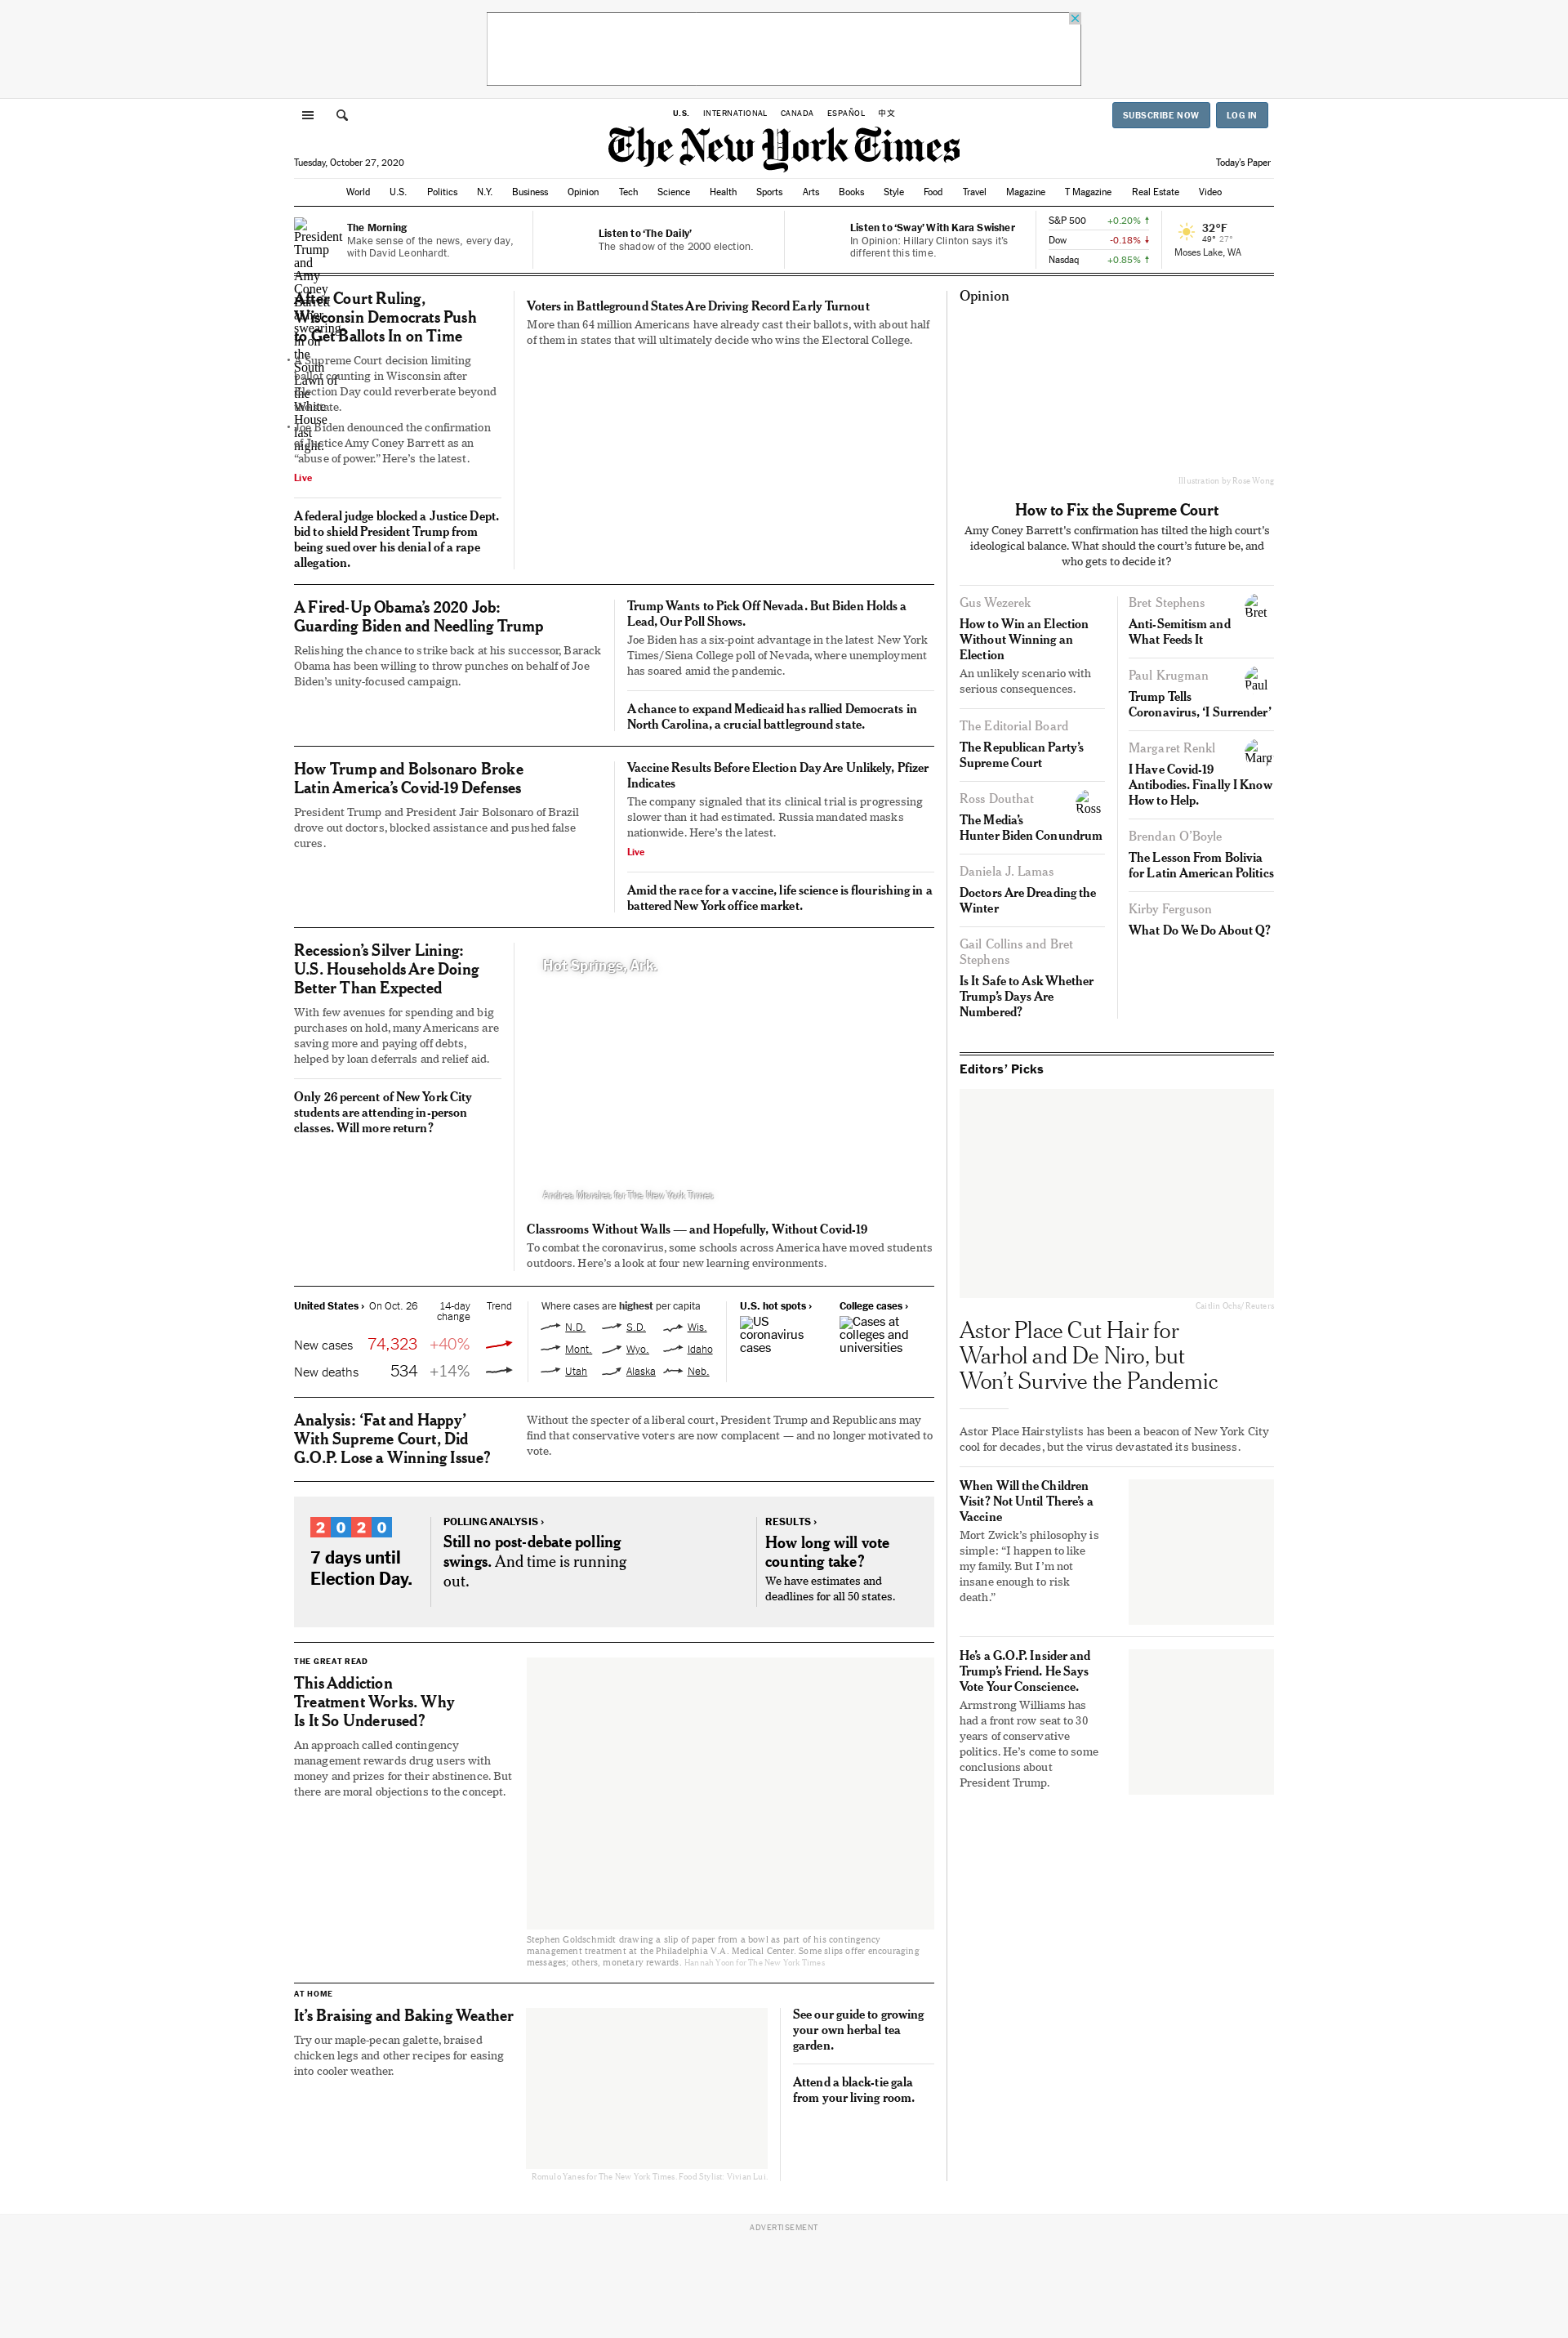 U.S. INTERNATIONAL CANADA ESPAÑOL 中文
SUBSCRIBE NOW LOG IN
The New York Times
Tuesday, October 27, 2020
Today's Paper
World U.S. Politics N.Y. Business Opinion Tech Science Health Sports Arts Books Style Food Travel Magazine T Magazine Real Estate Video
President
Trump
and
Amy
Coney
Barrett
after
swearing-
in on
the
South
Lawn of
the
White
House
last
night.
The Morning
Make sense of the news, every day,
with David Leonhardt.
Listen to ‘The Daily’
The shadow of the 2000 election.
Listen to ‘Sway’ With Kara Swisher
In Opinion: Hillary Clinton says it’s
different this time.
S&P 500 +0.20%
Dow -0.18%
Nasdaq +0.85%
32°F
49° 27°
Moses Lake, WA
After Court Ruling,
Wisconsin Democrats Push
to Get Ballots In on Time
• A Supreme Court decision limiting
ballot counting in Wisconsin after
Election Day could reverberate beyond
the state.
• Joe Biden denounced the confirmation
of Justice Amy Coney Barrett as an
“abuse of power.” Here’s the latest.
Live
A federal judge blocked a Justice Dept.
bid to shield President Trump from
being sued over his denial of a rape
allegation.
Voters in Battleground States Are Driving Record Early Turnout
More than 64 million Americans have already cast their ballots, with about half
of them in states that will ultimately decide who wins the Electoral College.
A Fired-Up Obama’s 2020 Job:
Guarding Biden and Needling Trump
Relishing the chance to strike back at his successor, Barack
Obama has been willing to throw punches on behalf of Joe
Biden’s unity-focused campaign.
Trump Wants to Pick Off Nevada. But Biden Holds a
Lead, Our Poll Shows.
Joe Biden has a six-point advantage in the latest New York
Times/Siena College poll of Nevada, where unemployment
has soared amid the pandemic.
A chance to expand Medicaid has rallied Democrats in
North Carolina, a crucial battleground state.
How Trump and Bolsonaro Broke
Latin America’s Covid-19 Defenses
President Trump and President Jair Bolsonaro of Brazil
drove out doctors, blocked assistance and pushed false
cures.
Vaccine Results Before Election Day Are Unlikely, Pfizer
Indicates
The company signaled that its clinical trial is progressing
slower than it had estimated. Russia mandated masks
nationwide. Here’s the latest.
Live
Amid the race for a vaccine, life science is flourishing in a
battered New York office market.
Recession’s Silver Lining:
U.S. Households Are Doing
Better Than Expected
With few avenues for spending and big
purchases on hold, many Americans are
saving more and paying off debts,
helped by loan deferrals and relief aid.
Only 26 percent of New York City
students are attending in-person
classes. Will more return?
Hot Springs, Ark.
Andrea Morales for The New York Times
Classrooms Without Walls — and Hopefully, Without Covid-19
To combat the coronavirus, some schools across America have moved students
outdoors. Here’s a look at four new learning environments.
United States › On Oct. 26 14-day Trend
change
New cases 74,323 +40%
New deaths 534 +14%
Where cases are highest per capita
N.D. S.D. Wis.
Mont. Wyo. Idaho
Utah Alaska Neb.
U.S. hot spots ›
US
coronavirus
cases
College cases ›
Cases at
colleges and
universities
Analysis: ‘Fat and Happy’
With Supreme Court, Did
G.O.P. Lose a Winning Issue?
Without the specter of a liberal court, President Trump and Republicans may
find that conservative voters are now complacent — and no longer motivated to
vote.
2020
7 days until
Election Day.
POLLING ANALYSIS ›
Still no post-debate polling
swings. And time is running
out.
RESULTS ›
How long will vote
counting take?
We have estimates and
deadlines for all 50 states.
THE GREAT READ
This Addiction
Treatment Works. Why
Is It So Underused?
An approach called contingency
management rewards drug users with
money and prizes for their abstinence. But
there are moral objections to the concept.
Stephen Goldschmidt drawing a slip of paper from a bowl as part of his contingency
management treatment at the Philadelphia V.A. Medical Center. Some slips offer encouraging
messages; others, monetary rewards. Hannah Yoon for The New York Times
AT HOME
It’s Braising and Baking Weather
Try our maple-pecan galette, braised
chicken legs and other recipes for easing
into cooler weather.
Romulo Yanes for The New York Times. Food Stylist: Vivian Lui.
See our guide to growing
your own herbal tea
garden.
Attend a black-tie gala
from your living room.
Opinion
Illustration by Rose Wong
How to Fix the Supreme Court
Amy Coney Barrett’s confirmation has tilted the high court’s
ideological balance. What should the court’s future be, and
who gets to decide it?
Gus Wezerek
How to Win an Election
Without Winning an
Election
An unlikely scenario with
serious consequences.
The Editorial Board
The Republican Party’s
Supreme Court
Ross Douthat
Ross
The Media’s
Hunter Biden Conundrum
Daniela J. Lamas
Doctors Are Dreading the
Winter
Gail Collins and Bret
Stephens
Is It Safe to Ask Whether
Trump’s Days Are
Numbered?
Bret Stephens
Bret
Anti-Semitism and
What Feeds It
Paul Krugman
Paul
Trump Tells
Coronavirus, ‘I Surrender’
Margaret Renkl
I Have Covid-19
Antibodies. Finally I Know
How to Help.
Brendan O’Boyle
The Lesson From Bolivia
for Latin American Politics
Kirby Ferguson
What Do We Do About Q?
Editors’ Picks
Caitlin Ochs/Reuters
Astor Place Cut Hair for
Warhol and De Niro, but
Won’t Survive the Pandemic
Astor Place Hairstylists has been a beacon of New York City
cool for decades, but the virus devastated its business.
When Will the Children
Visit? Not Until There’s a
Vaccine
Mort Zwick’s philosophy is
simple: “I happen to like
my family. But I’m not
insane enough to risk
death.”
He’s a G.O.P. Insider and
Trump’s Friend. He Says
Vote Your Conscience.
Armstrong Williams has
had a front row seat to 30
years of conservative
politics. He’s come to some
conclusions about
President Trump.
ADVERTISEMENT